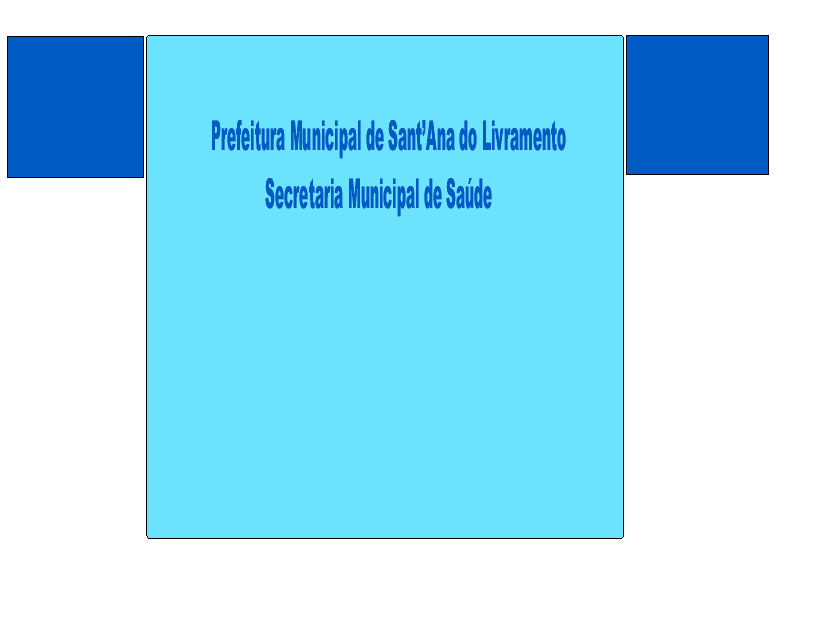 Prefeitura Municipal de Sant'Ana do Livramento
Secretaria Municipal de Saúde